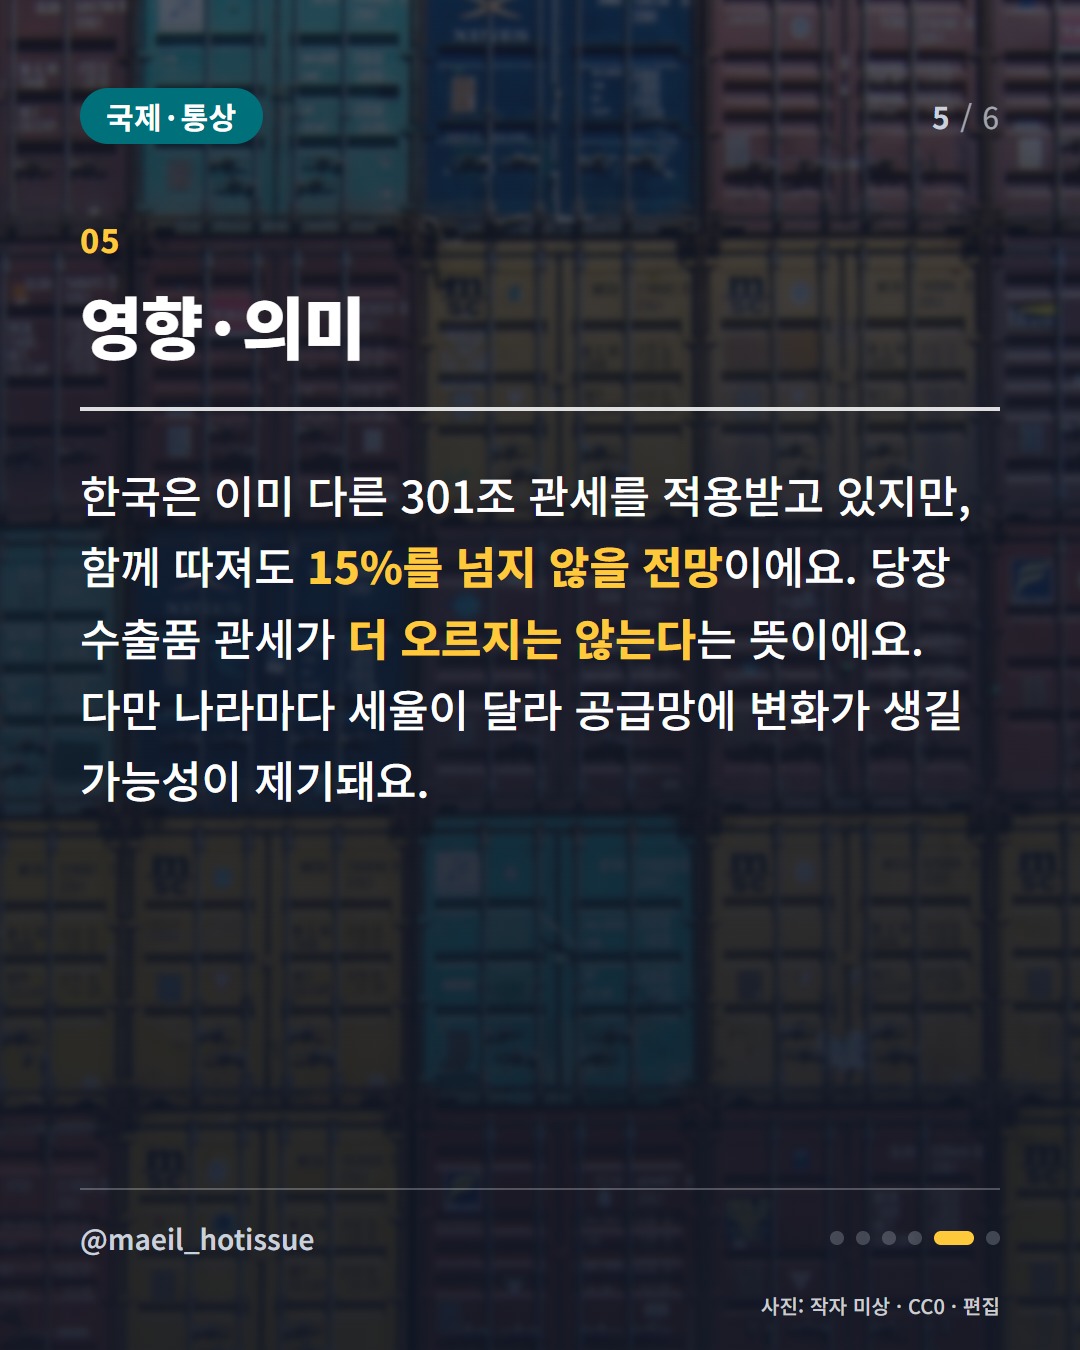 국제·통상
5 / 6
05
영향·의미
한국은 이미 다른 301조 관세를 적용받고 있지만,
함께 따져도 15%를 넘지 않을 전망이에요. 당장
수출품 관세가 더 오르지는 않는다는 뜻이에요.
다만 나라마다 세율이 달라 공급망에 변화가 생길
가능성이 제기돼요.
@maeil_hotissue
사진: 작자 미상 · CC0 · 편집